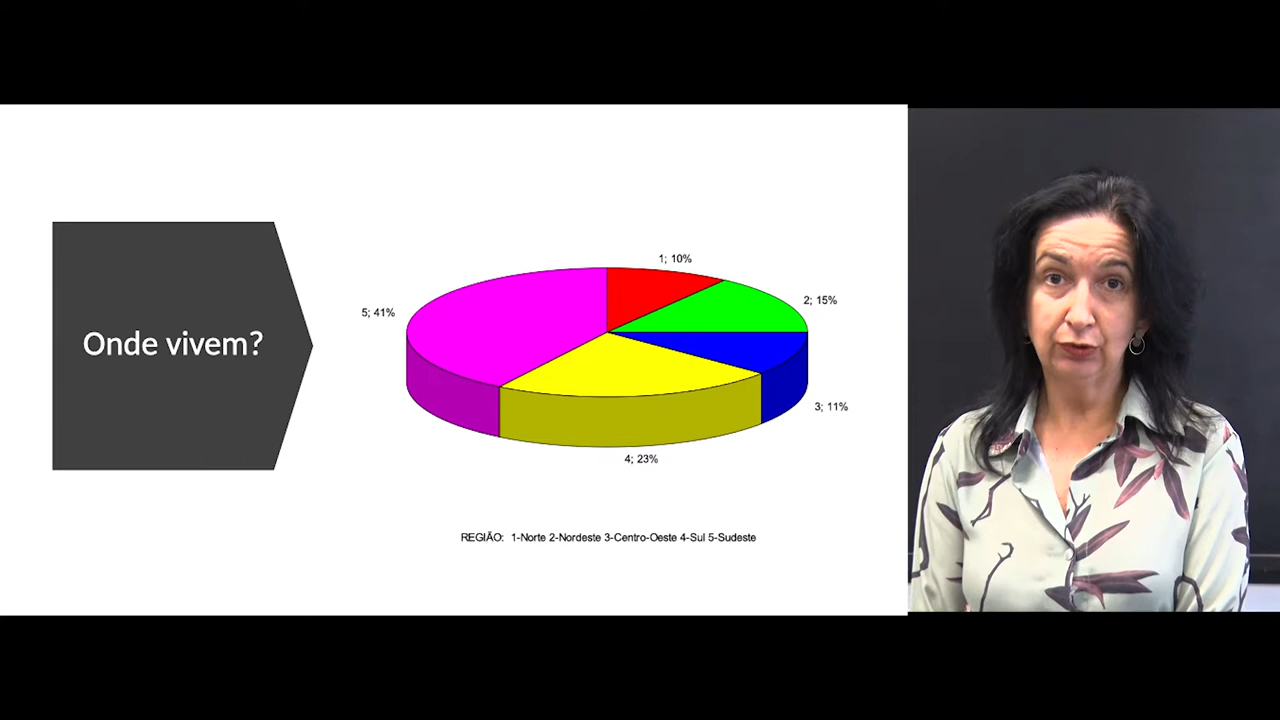 Onde vivem?
1; 10%
2; 15%
5; 41%
3; 11%
4; 23%
REGIÃO: 1-Norte 2-Nordeste 3-Centro-Oeste 4-Sul 5-Sudeste